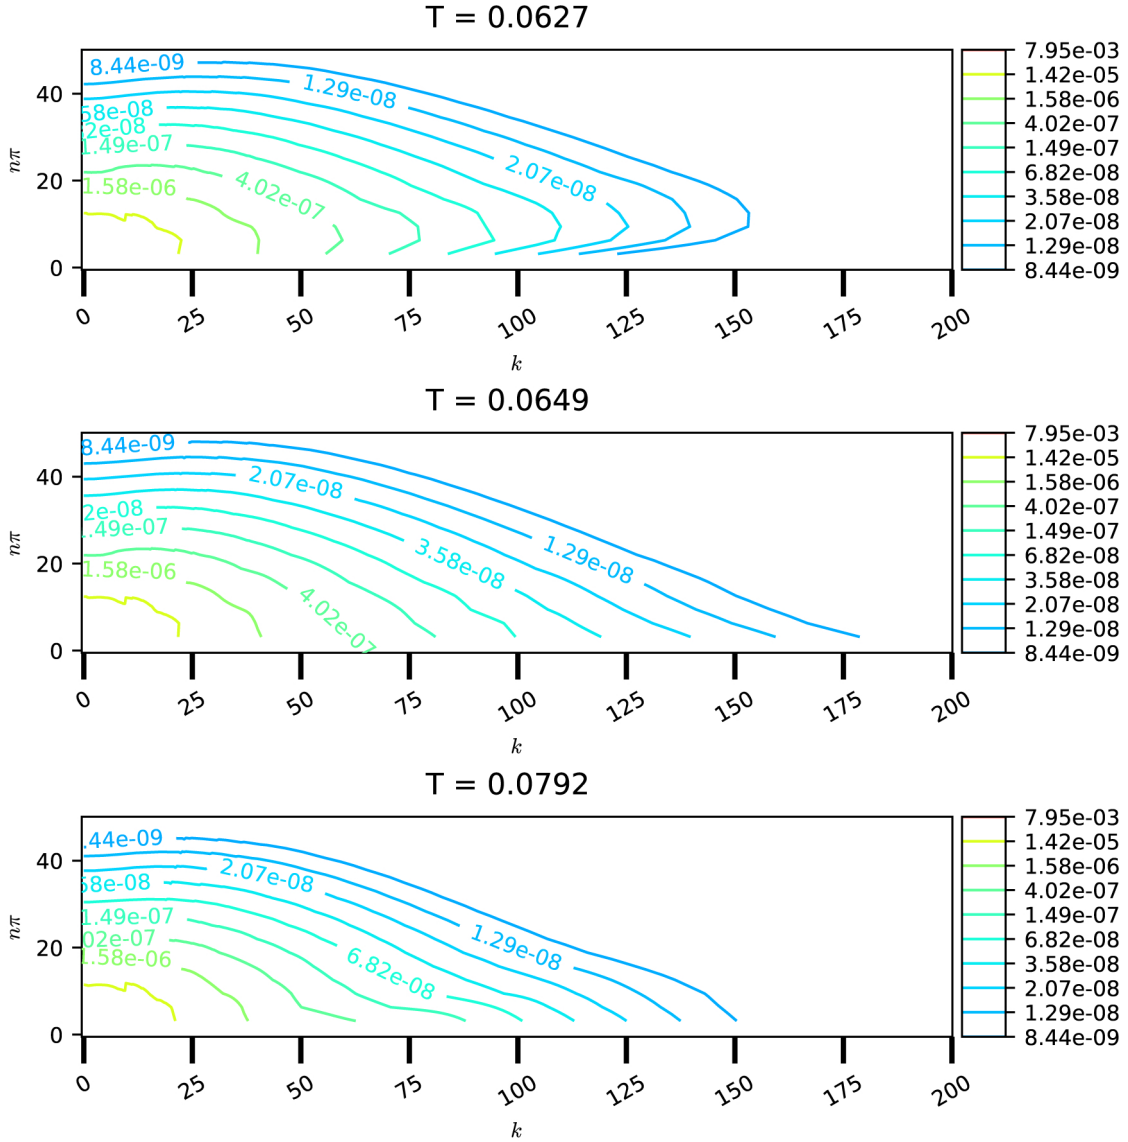 T = 0.0627
8.44e-09
1.29e-08
58e-08
2e-08
1.49e-07
2.07e-08
1.58e-06
4.02e-07
nπ
40
20
0
0
25
50
75
100
125
150
175
200
k
7.95e-03
1.42e-05
1.58e-06
4.02e-07
1.49e-07
6.82e-08
3.58e-08
2.07e-08
1.29e-08
8.44e-09
T = 0.0649
8.44e-09
2.07e-08
2e-08
.49e-07
1.29e-08
3.58e-08
1.58e-06
4.02e-07
nπ
40
20
0
0
25
50
75
100
125
150
175
200
k
7.95e-03
1.42e-05
1.58e-06
4.02e-07
1.49e-07
6.82e-08
3.58e-08
2.07e-08
1.29e-08
8.44e-09
T = 0.0792
.44e-09
2.07e-08
58e-08
1.49e-07
1.29e-08
02e-07
1.58e-06
6.82e-08
nπ
40
20
0
0
25
50
75
100
125
150
175
200
k
7.95e-03
1.42e-05
1.58e-06
4.02e-07
1.49e-07
6.82e-08
3.58e-08
2.07e-08
1.29e-08
8.44e-09